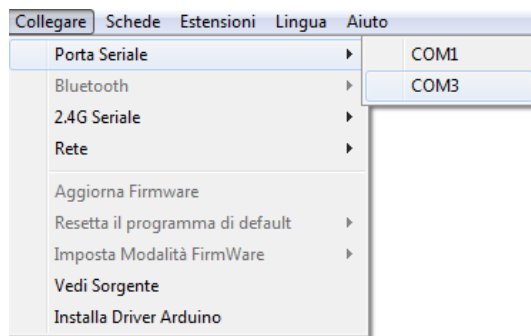 Collegare Schede Estensioni Lingua Aiuto
Porta Seriale COM1
Bluetooth COM3
2.4G Seriale
Rete
Aggiorna Firmware
Resetta il programma di default
Imposta Modalità FirmWare
Vedi Sorgente
Installa Driver Arduino